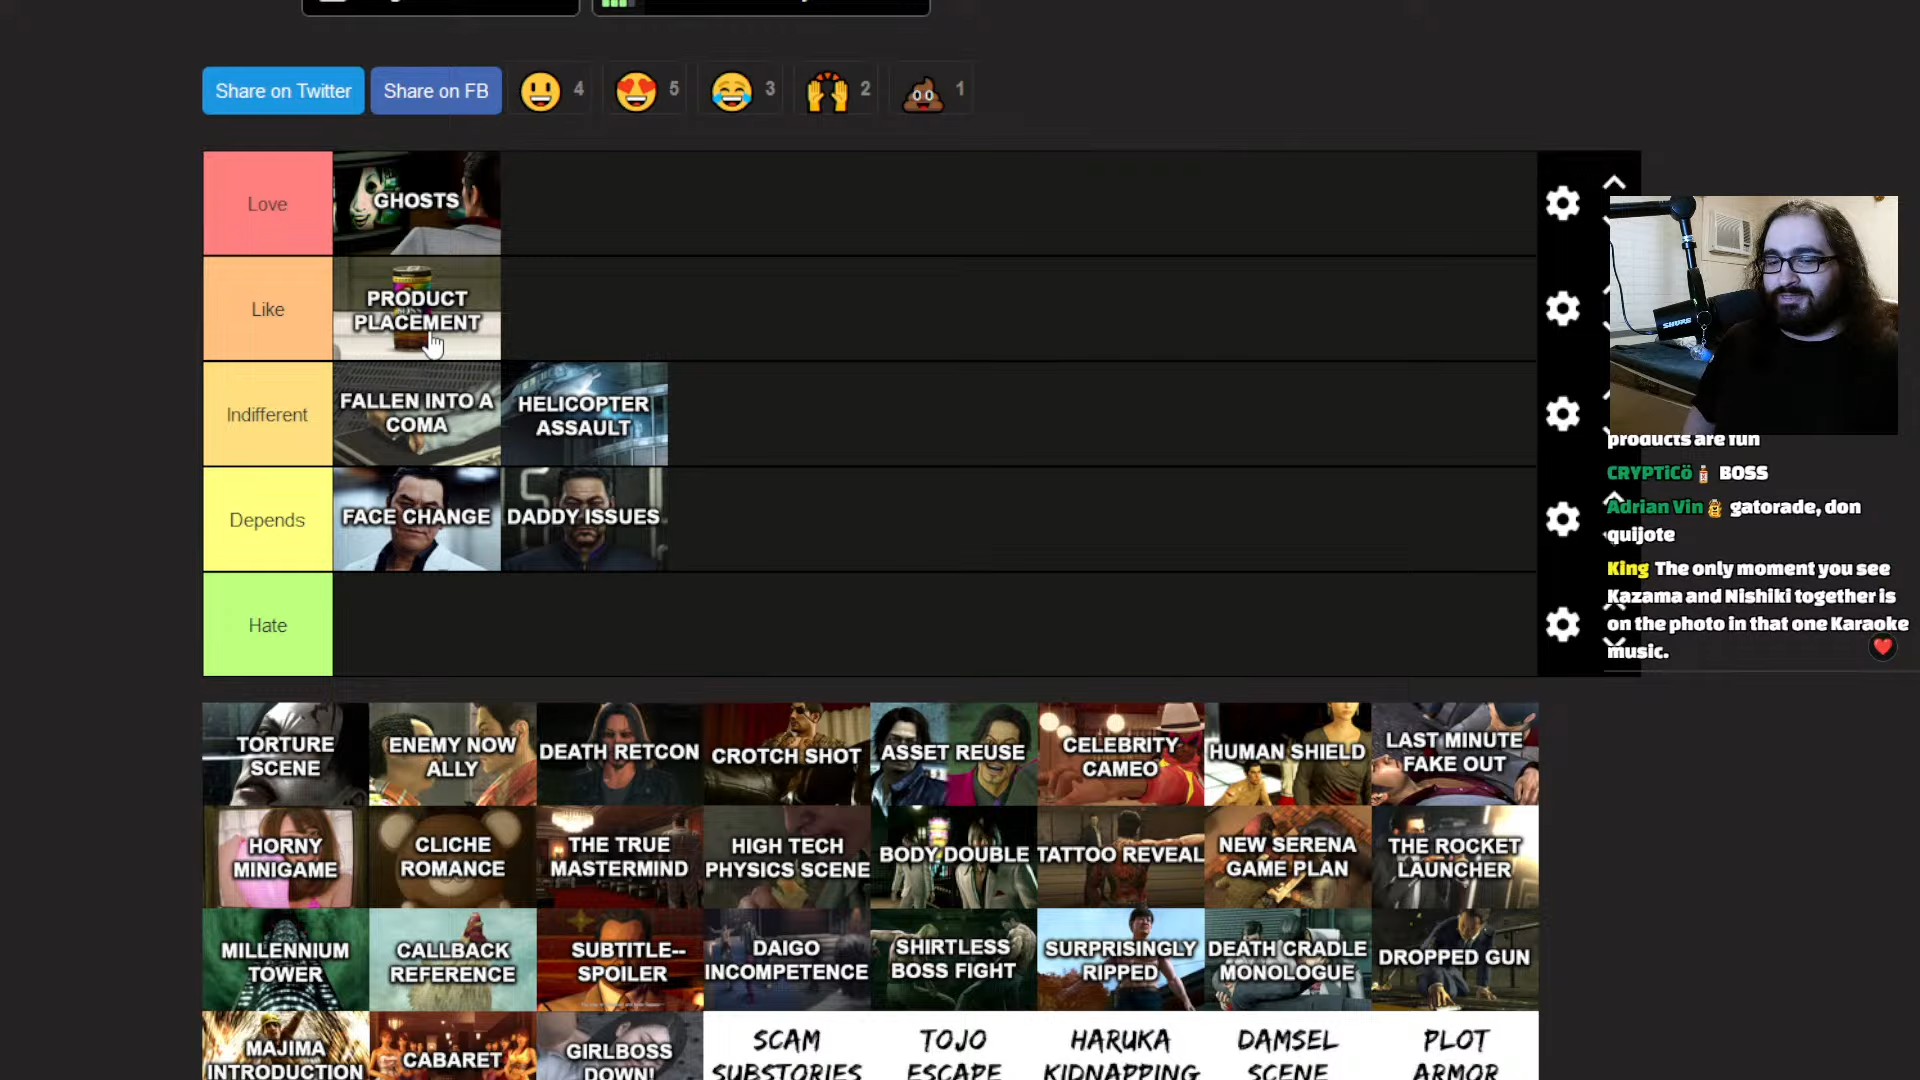 Share on Twitter
Share on FB
4
5
3
2
1
Love
GHOSTS
Like
PRODUCT
PLACEMENT
Indifferent
FALLEN INTO A
COMA
HELICOPTER
ASSAULT
Depends
FACE CHANGE
DADDY ISSUES
Hate
SHURE
products are fun
CRYPTiCö BOSS
Adrian Vin gatorade, don
quijote
King The only moment you see
Kazama and Nishiki together is
on the photo in that one Karaoke
music.
TORTURE
SCENE
ENEMY NOW
ALLY
DEATH RETCON
CROTCH SHOT
ASSET REUSE
CELEBRITY
CAMEO
HUMAN SHIELD
LAST MINUTE
FAKE OUT
HORNY
MINIGAME
CLICHE
ROMANCE
THE TRUE
MASTERMIND
HIGH TECH
PHYSICS SCENE
BODY DOUBLE
TATTOO REVEAL
NEW SERENA
GAME PLAN
THE ROCKET
LAUNCHER
MILLENNIUM
TOWER
CALLBACK
REFERENCE
SUBTITLE--
SPOILER
DAIGO
INCOMPETENCE
SHIRTLESS
BOSS FIGHT
SURPRISINGLY
RIPPED
DEATH CRADLE
MONOLOGUE
DROPPED GUN
MAJIMA
INTRODUCTION
CABARET
GIRLBOSS
DOWN!
SCAM
SUBSTORIES
TOJO
ESCAPE
HARUKA
KIDNAPPING
DAMSEL
SCENE
PLOT
ARMOR